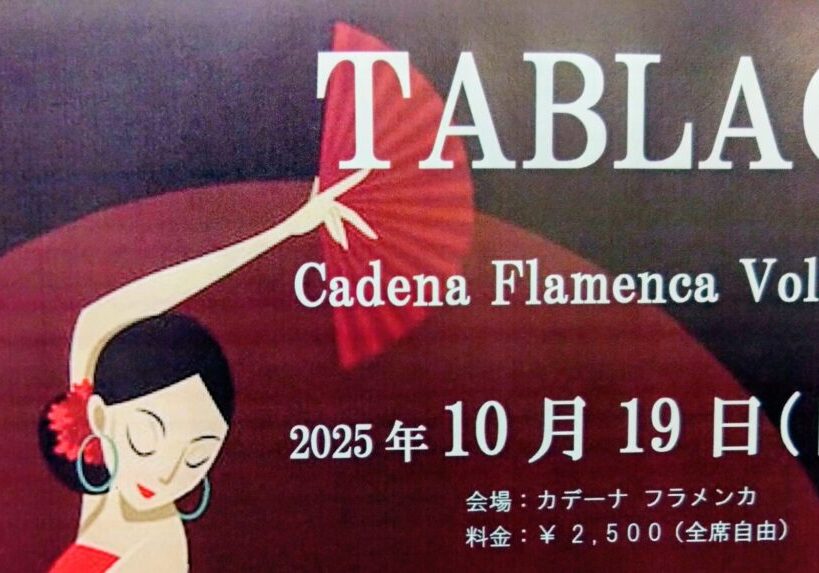 TABLA
Cadena Flamenca Vol
2025 年 10 月 19 日(
会場：カデーナ フラメンカ
料金：¥ 2,500（全席自由）